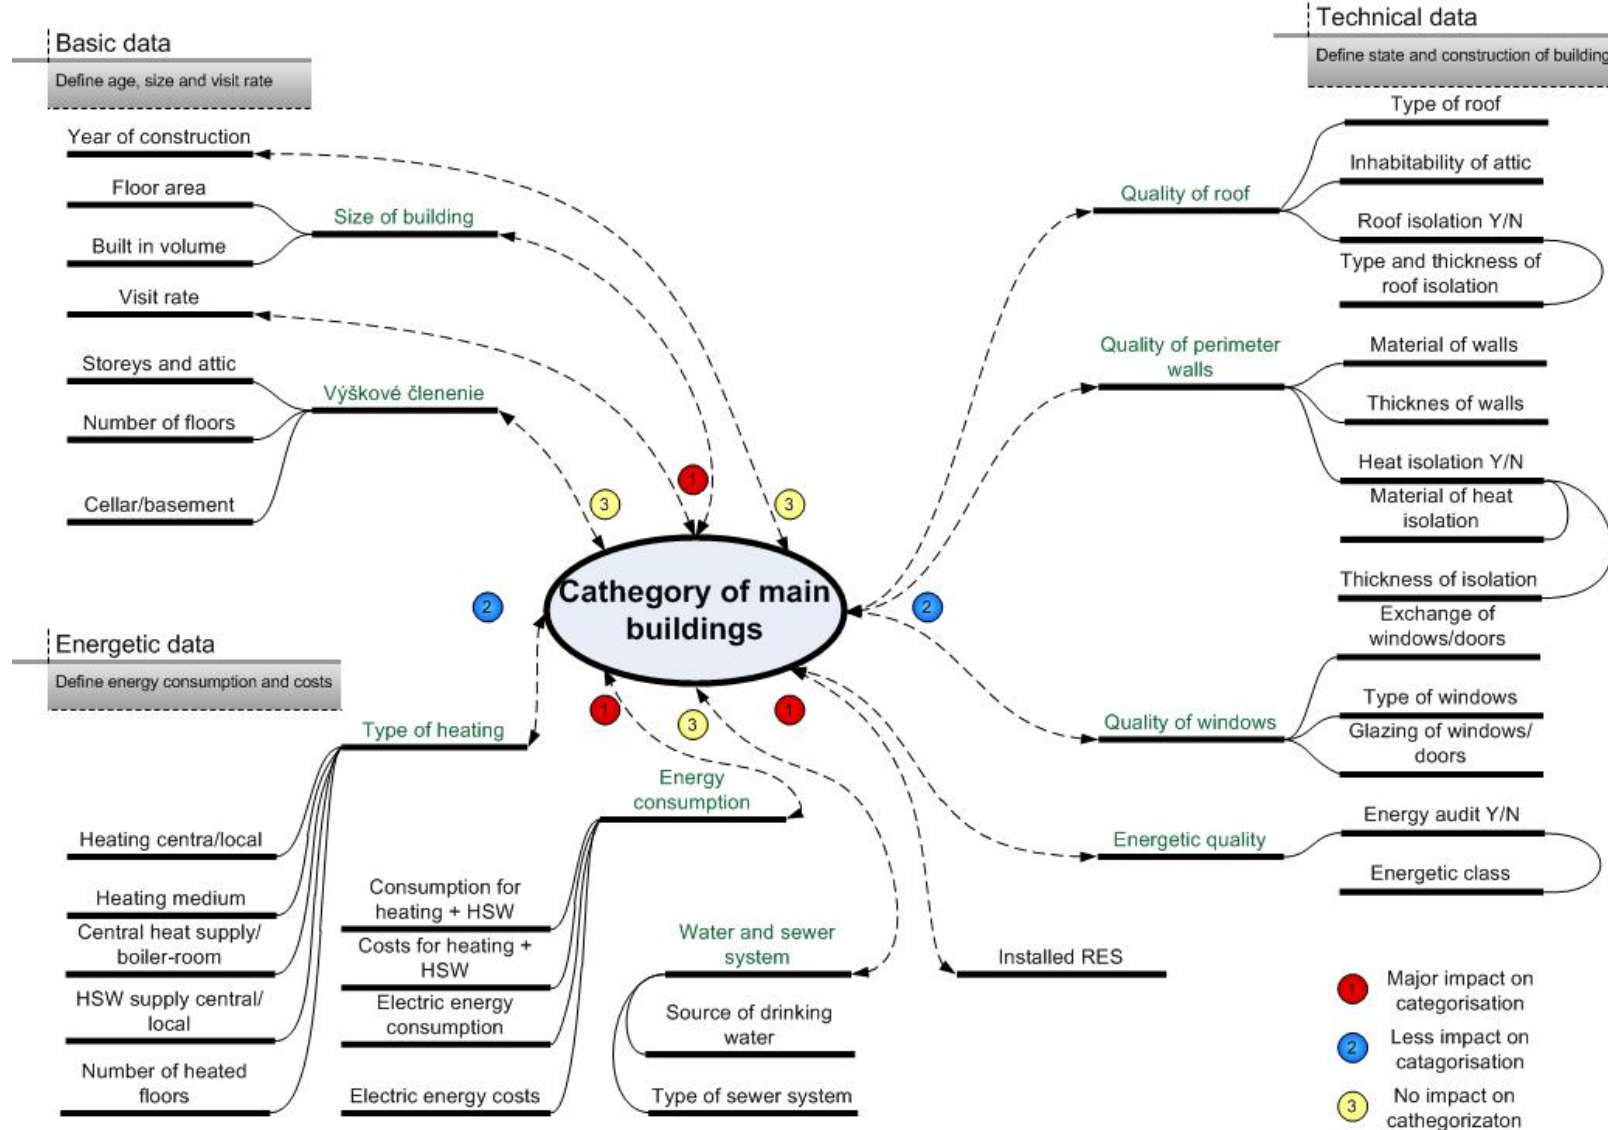 Basic data
Define age, size and visit rate
Year of construction
Floor area
Built in volume
Size of building
Visit rate
Storeys and attic
Number of floors
Cellar/basement
Výškové členenie
Technical data
Define state and construction of building
Type of roof
Inhabitability of attic
Roof isolation Y/N
Type and thickness of
roof isolation
Quality of roof
Quality of perimeter
walls
Material of walls
Thicknes of walls
Heat isolation Y/N
Material of heat
isolation
Thickness of isolation
Exchange of
windows/doors
Type of windows
Glazing of windows/
doors
Quality of windows
Energetic quality
Energy audit Y/N
Energetic class
3
1
3
Cathegory of main
buildings
2
2
1
3
1
Energetic data
Define energy consumption and costs
Type of heating
Heating centra/local
Heating medium
Central heat supply/
boiler-room
HSW supply central/
local
Number of heated
floors
Energy
consumption
Consumption for
heating + HSW
Costs for heating +
HSW
Electric energy
consumption
Electric energy costs
Water and sewer
system
Source of drinking
water
Type of sewer system
Installed RES
1
Major impact on
categorisation
2
Less impact on
catagorisation
3
No impact on
cathegorizaton